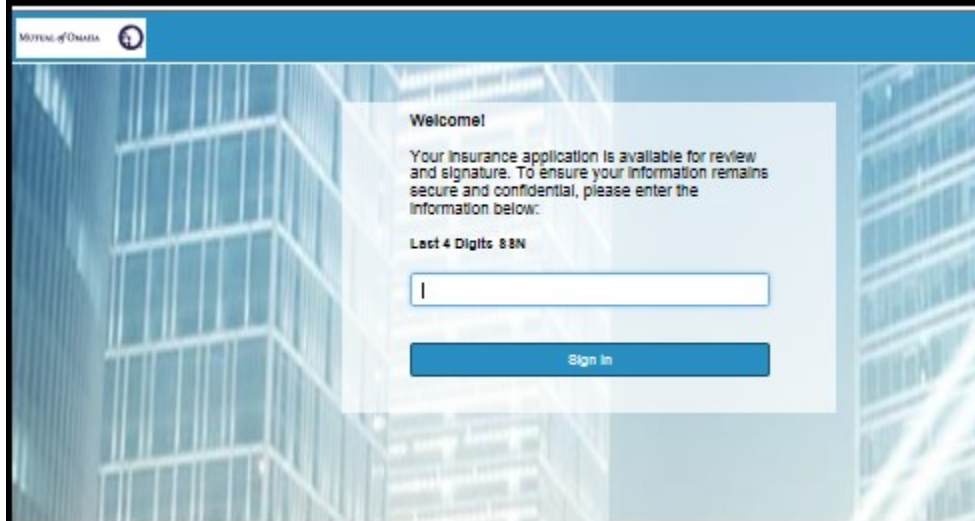 MUTUAL of OMAHA
Welcome!
Your insurance application is available for review
and signature. To ensure your information remains
secure and confidential, please enter the
information below:
Last 4 Digits SSN
Sign In